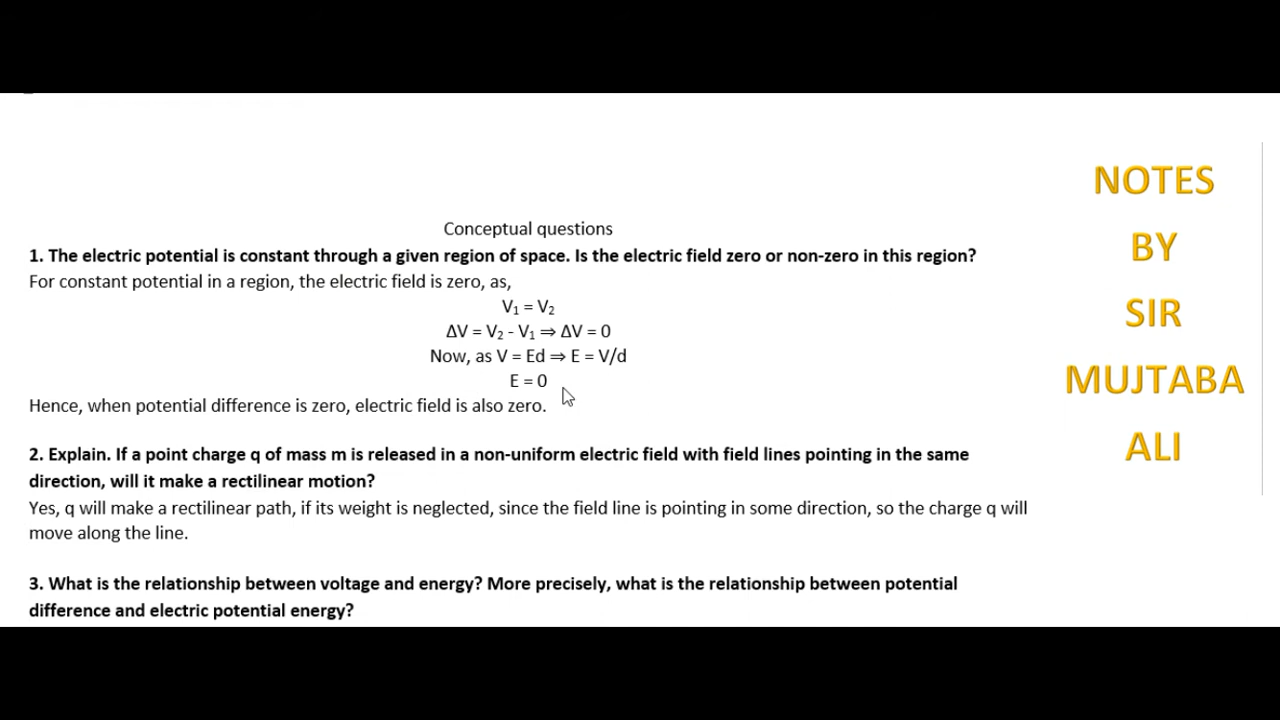 Conceptual questions
1. The electric potential is constant through a given region of space. Is the electric field zero or non-zero in this region?
For constant potential in a region, the electric field is zero, as,
V₁ = V₂
ΔV = V₂ - V₁ ⇒ ΔV = 0
Now, as V = Ed ⇒ E = V/d
E = 0
Hence, when potential difference is zero, electric field is also zero.
2. Explain. If a point charge q of mass m is released in a non-uniform electric field with field lines pointing in the same
direction, will it make a rectilinear motion?
Yes, q will make a rectilinear path, if its weight is neglected, since the field line is pointing in some direction, so the charge q will
move along the line.
3. What is the relationship between voltage and energy? More precisely, what is the relationship between potential
difference and electric potential energy?
NOTES
BY
SIR
MUJTABA
ALI